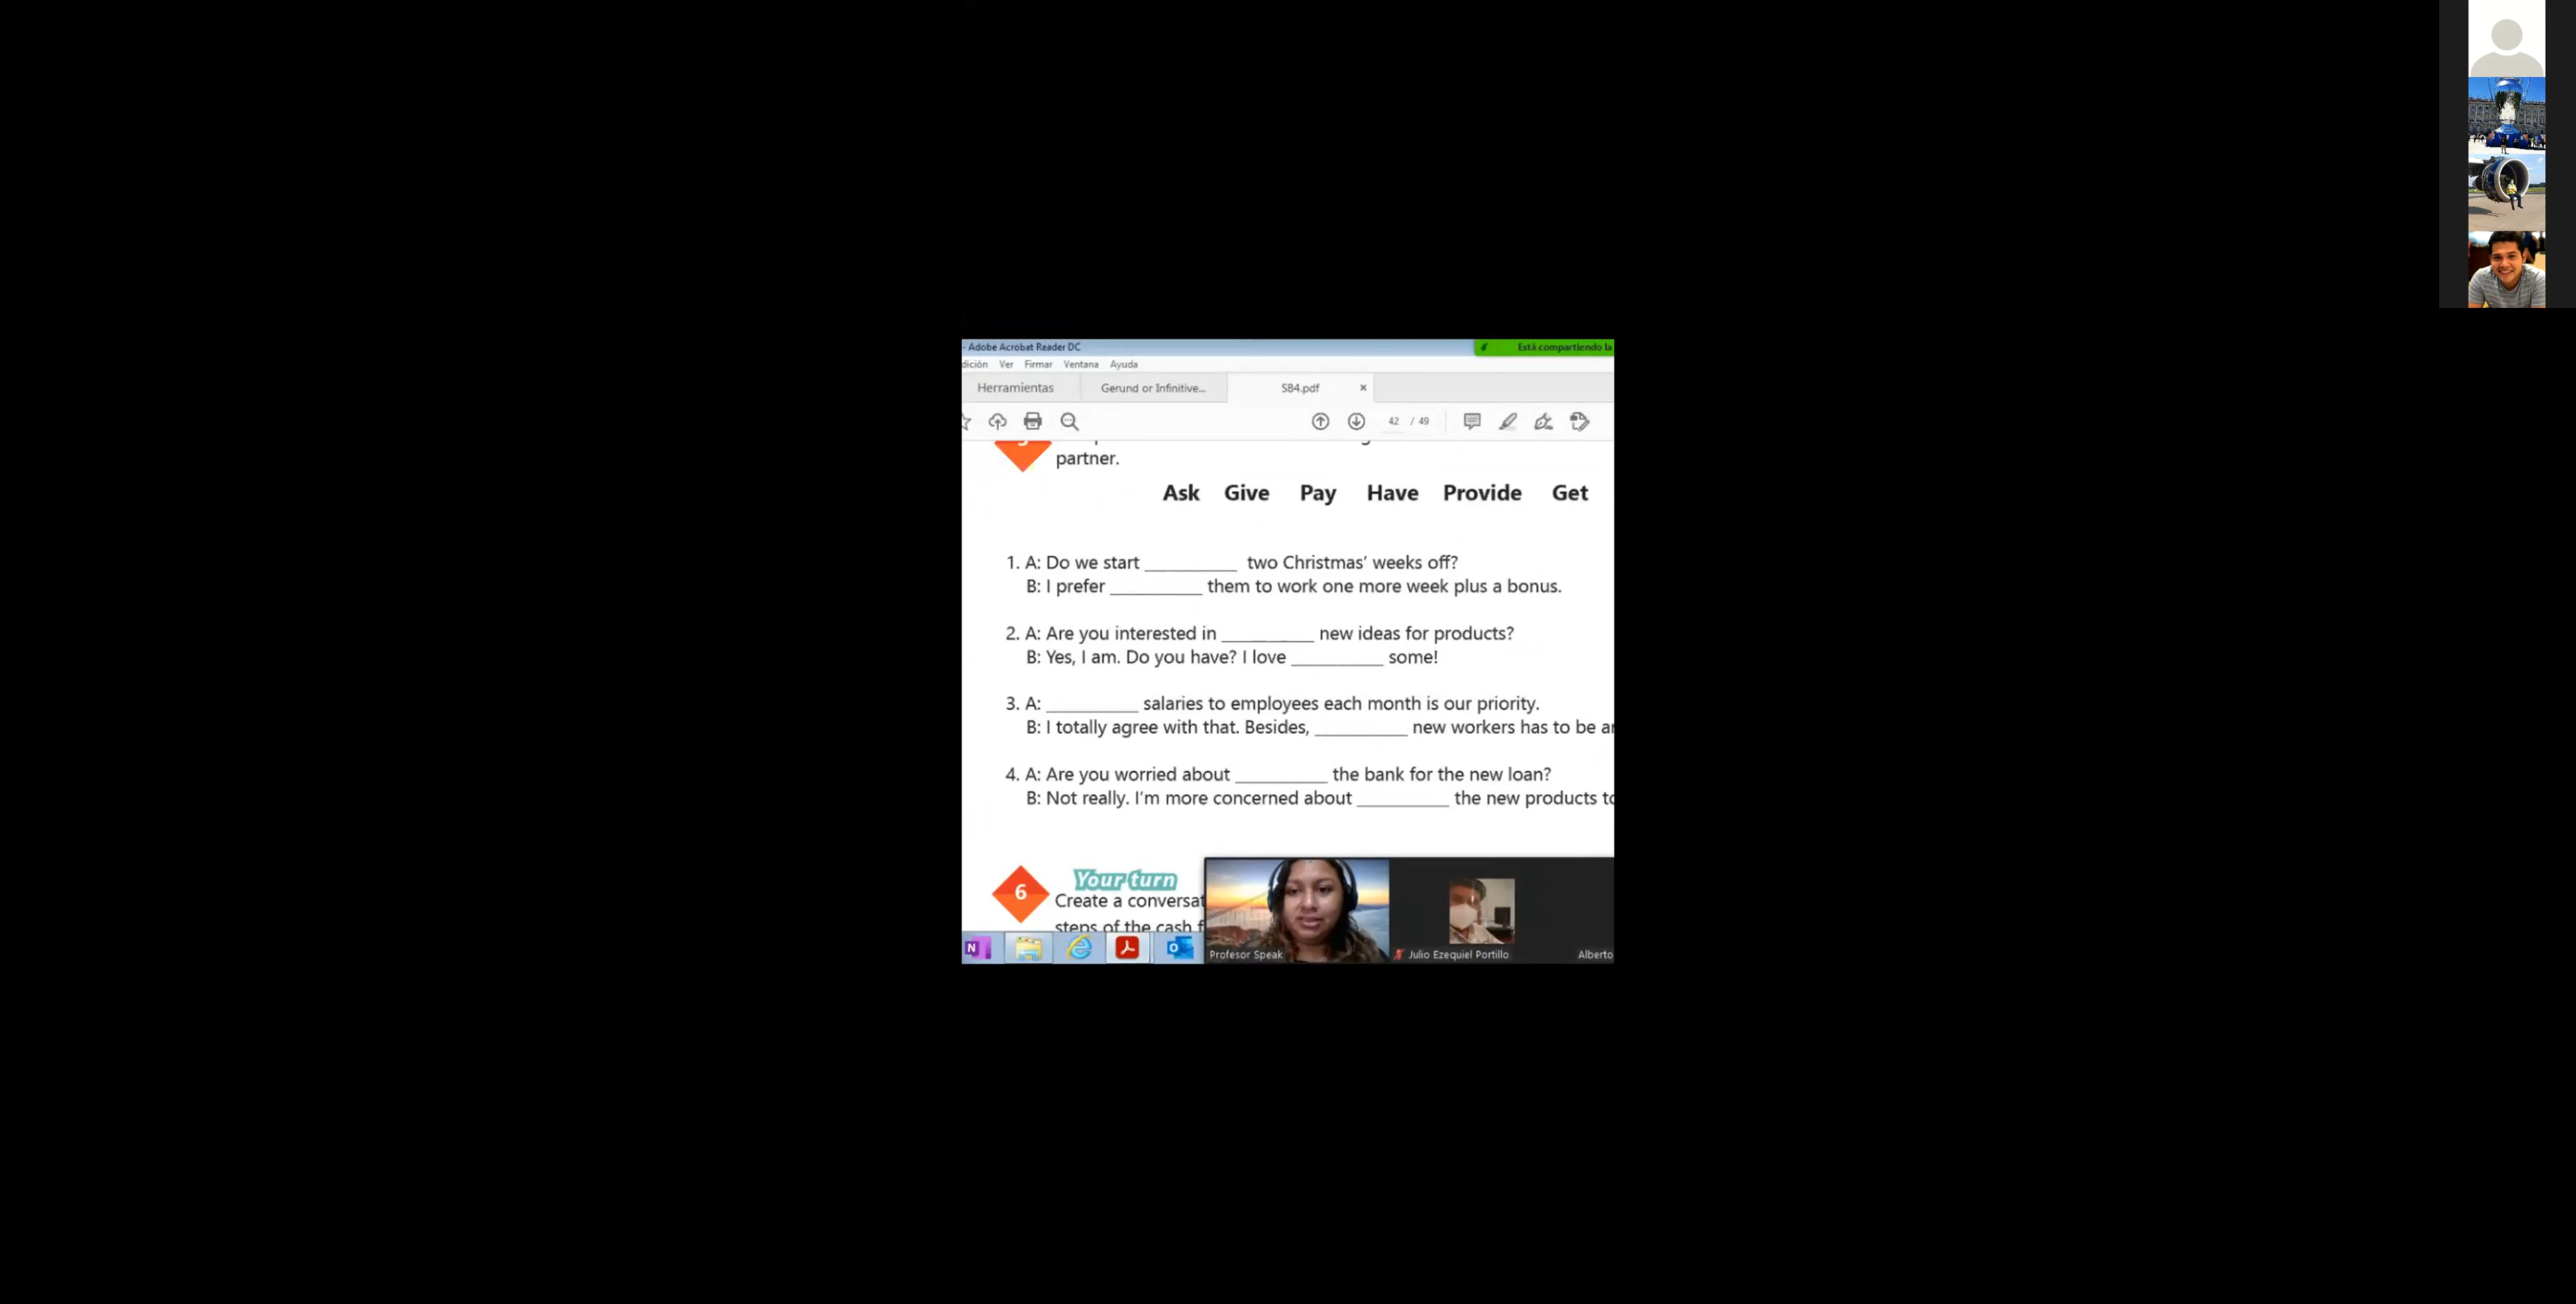 - Adobe Acrobat Reader DC
Está compartiendo la
dición Ver Firmar Ventana Ayuda
Herramientas Gerund or Infinitive... SB4.pdf ×
42 / 49
partner.
Ask Give Pay Have Provide Get
1. A: Do we start __________ two Christmas’ weeks off?
B: I prefer __________ them to work one more week plus a bonus.
2. A: Are you interested in __________ new ideas for products?
B: Yes, I am. Do you have? I love __________ some!
3. A: __________ salaries to employees each month is our priority.
B: I totally agree with that. Besides, __________ new workers has to be
4. A: Are you worried about __________ the bank for the new loan?
B: Not really. I’m more concerned about __________ the new products
6 Your turn
Create a conversat
steps of the cash f
Profesor Speak Julio Ezequiel Portillo Alberto